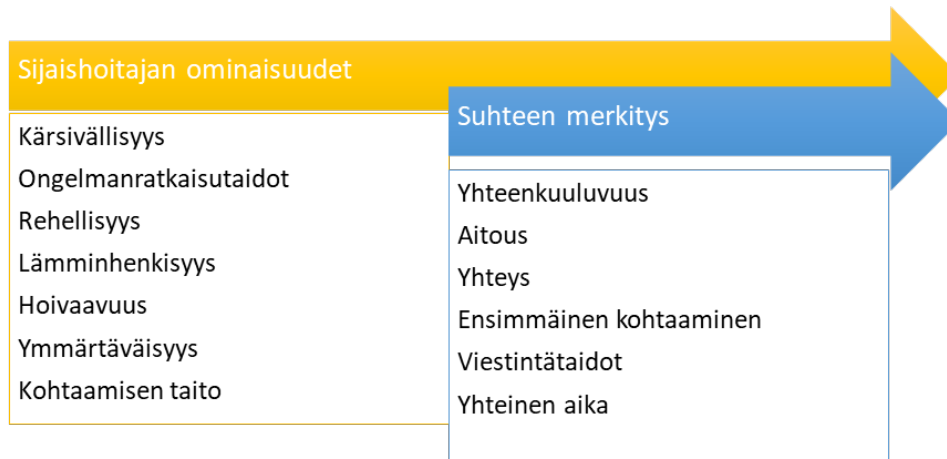 Sijaishoitajan ominaisuudet
Kärsivällisyys
Ongelmanratkaisutaidot
Rehellisyys
Lämminhenkisyys
Hoivaavuus
Ymmärtäväisyys
Kohtaamisen taito
Suhteen merkitys
Yhteenkuuluvuus
Aitous
Yhteys
Ensimmäinen kohtaaminen
Viestintätaidot
Yhteinen aika